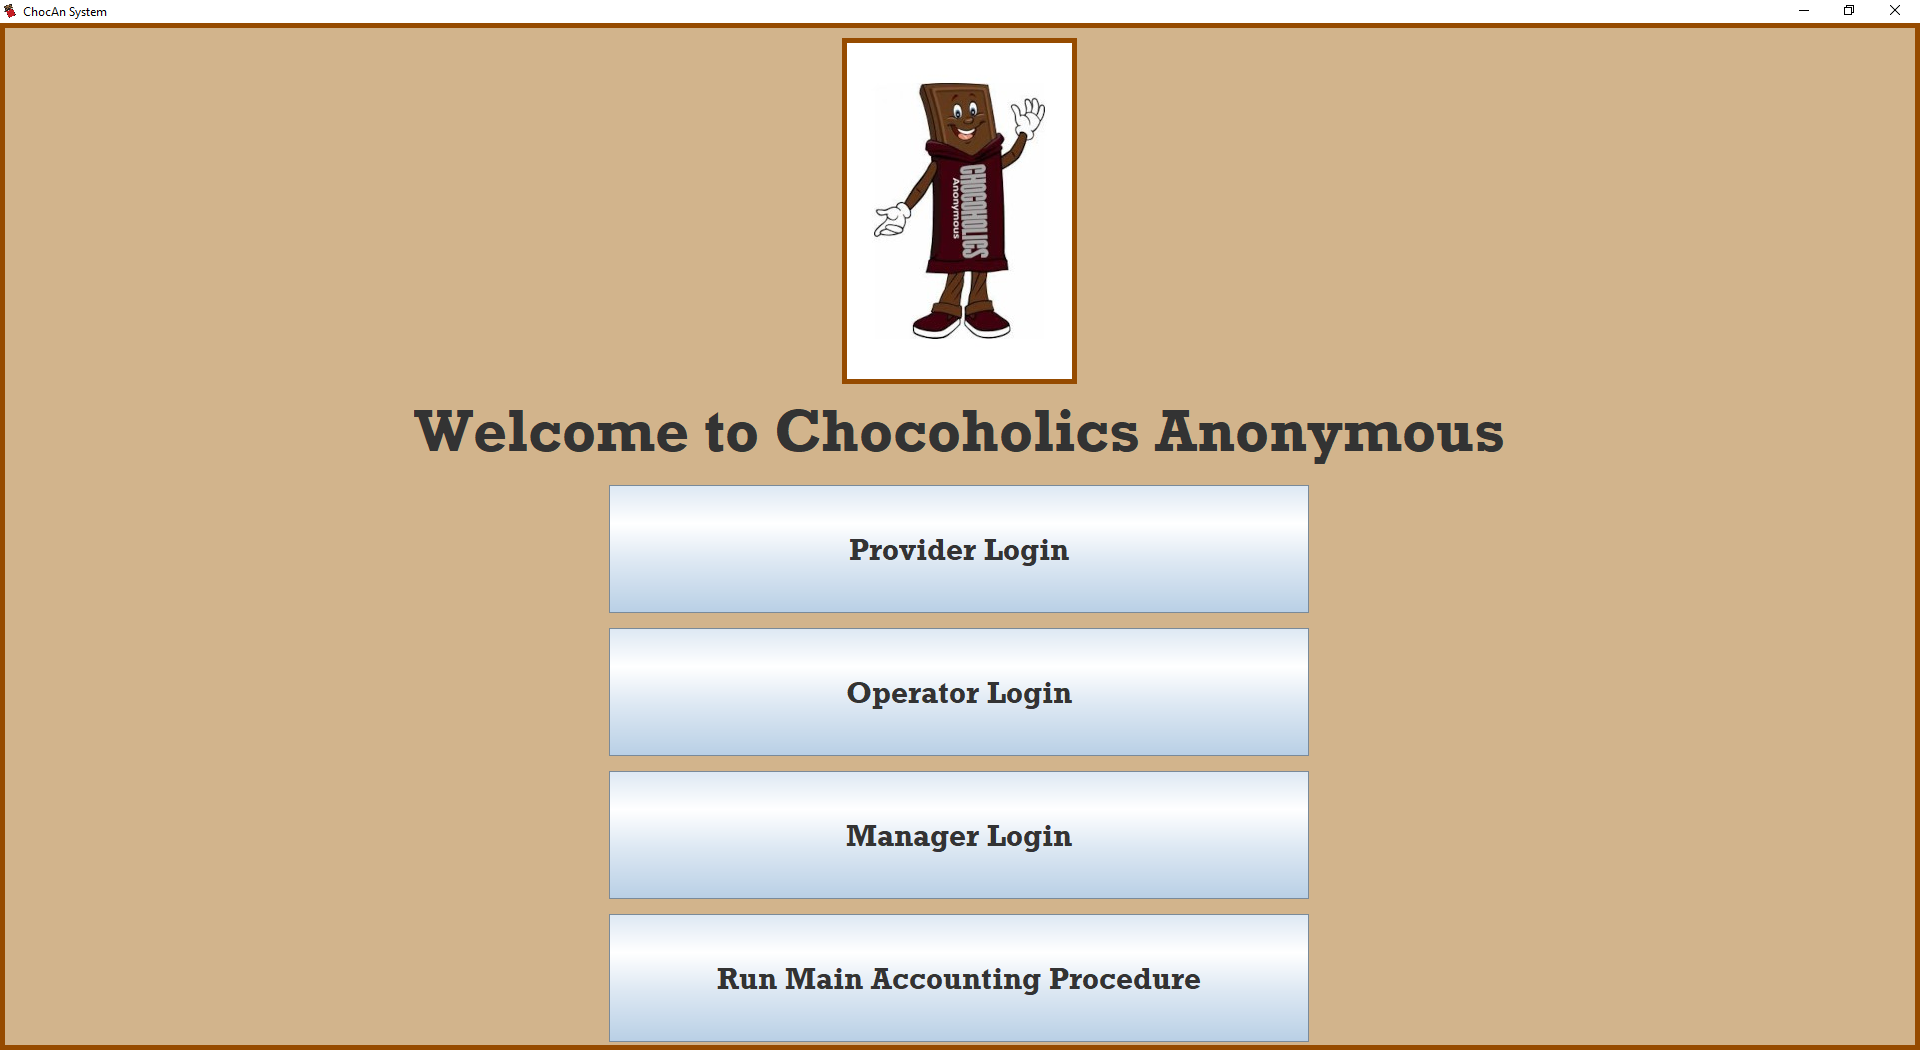 ChocAn System
CHOCOHOLICS
Anonymous
Welcome to Chocoholics Anonymous
Provider Login
Operator Login
Manager Login
Run Main Accounting Procedure